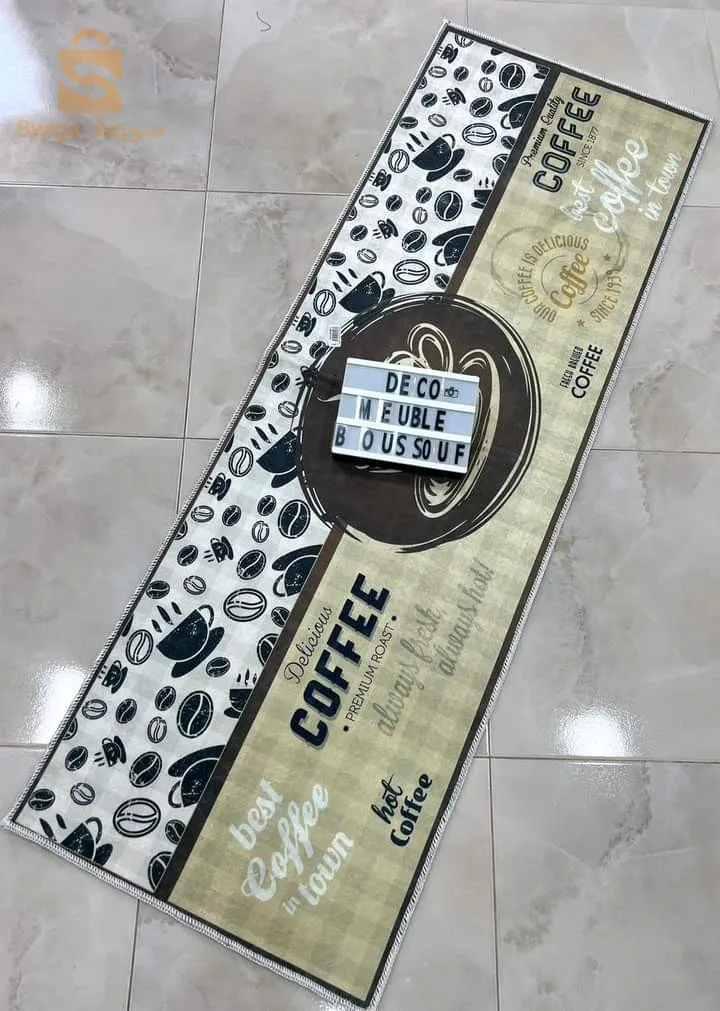 Premium Quality
COFFEE
SINCE 1877
best
coffee
in town
OUR COFFEE IS DELICIOUS
Coffee
SINCE 1939
FRESH BREWED
COFFEE
DECO
MEUBLE
BOUSSOUF
Delicious
COFFEE
• PREMIUM ROAST •
always fresh,
always hot!
best
Coffee
in town
hot
Coffee